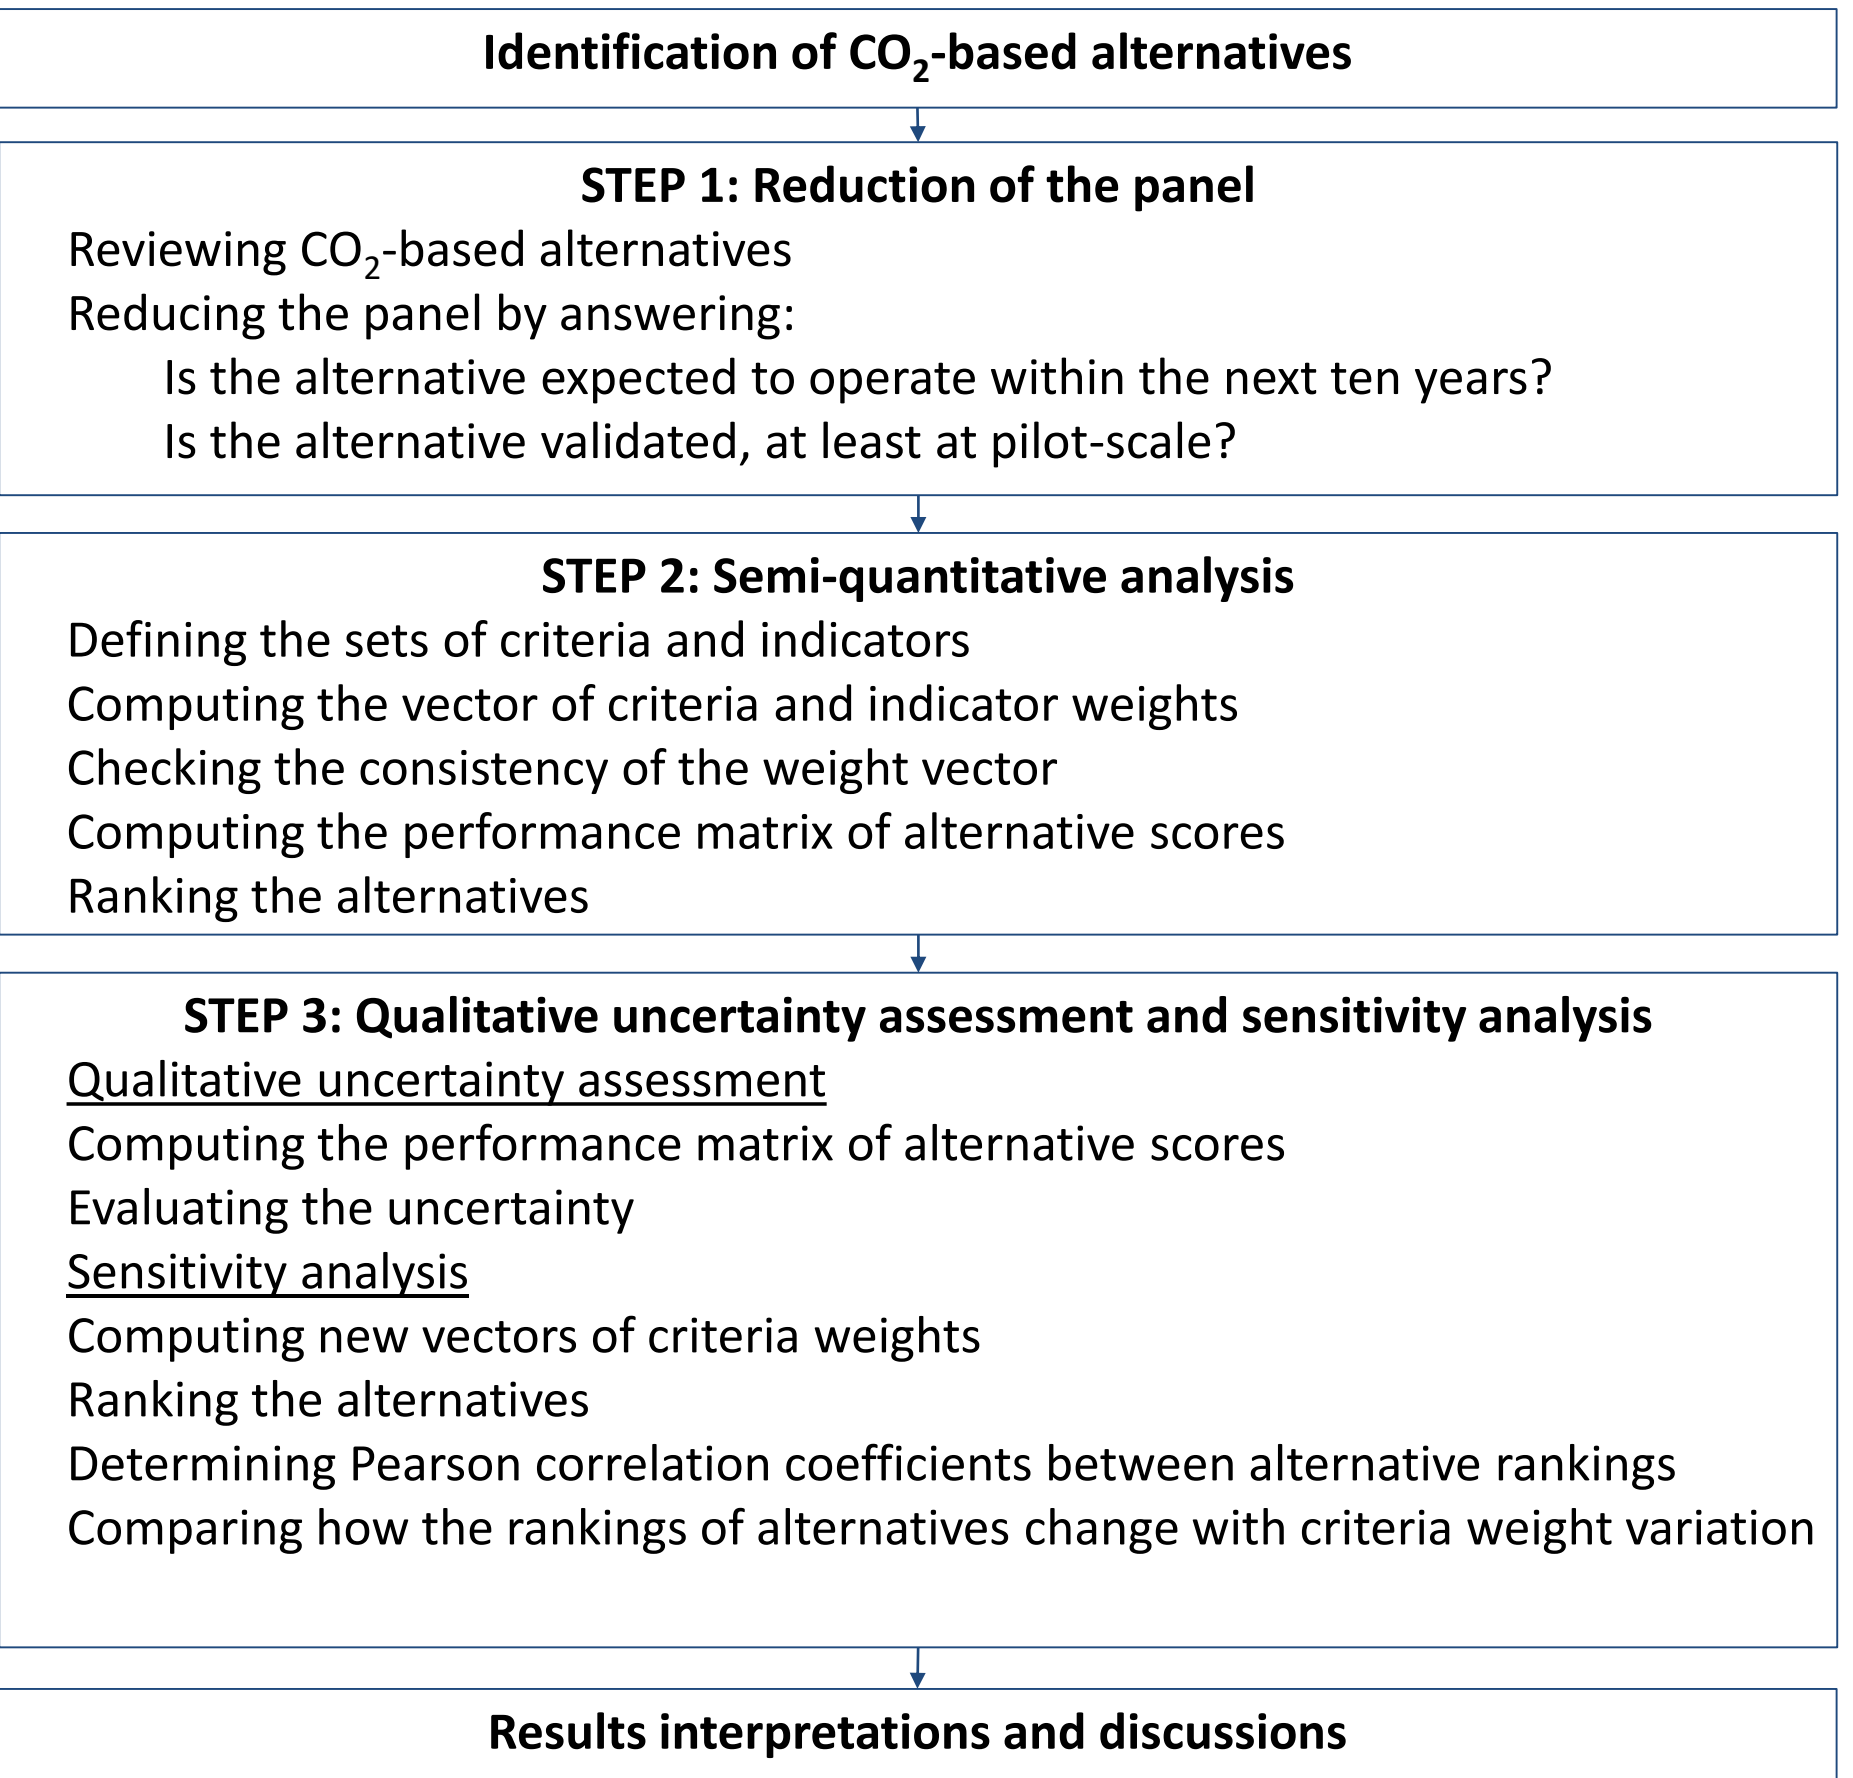 Identification of CO₂-based alternatives
STEP 1: Reduction of the panel
Reviewing CO₂-based alternatives
Reducing the panel by answering:
Is the alternative expected to operate within the next ten years?
Is the alternative validated, at least at pilot-scale?
STEP 2: Semi-quantitative analysis
Defining the sets of criteria and indicators
Computing the vector of criteria and indicator weights
Checking the consistency of the weight vector
Computing the performance matrix of alternative scores
Ranking the alternatives
STEP 3: Qualitative uncertainty assessment and sensitivity analysis
Qualitative uncertainty assessment
Computing the performance matrix of alternative scores
Evaluating the uncertainty
Sensitivity analysis
Computing new vectors of criteria weights
Ranking the alternatives
Determining Pearson correlation coefficients between alternative rankings
Comparing how the rankings of alternatives change with criteria weight variation
Results interpretations and discussions